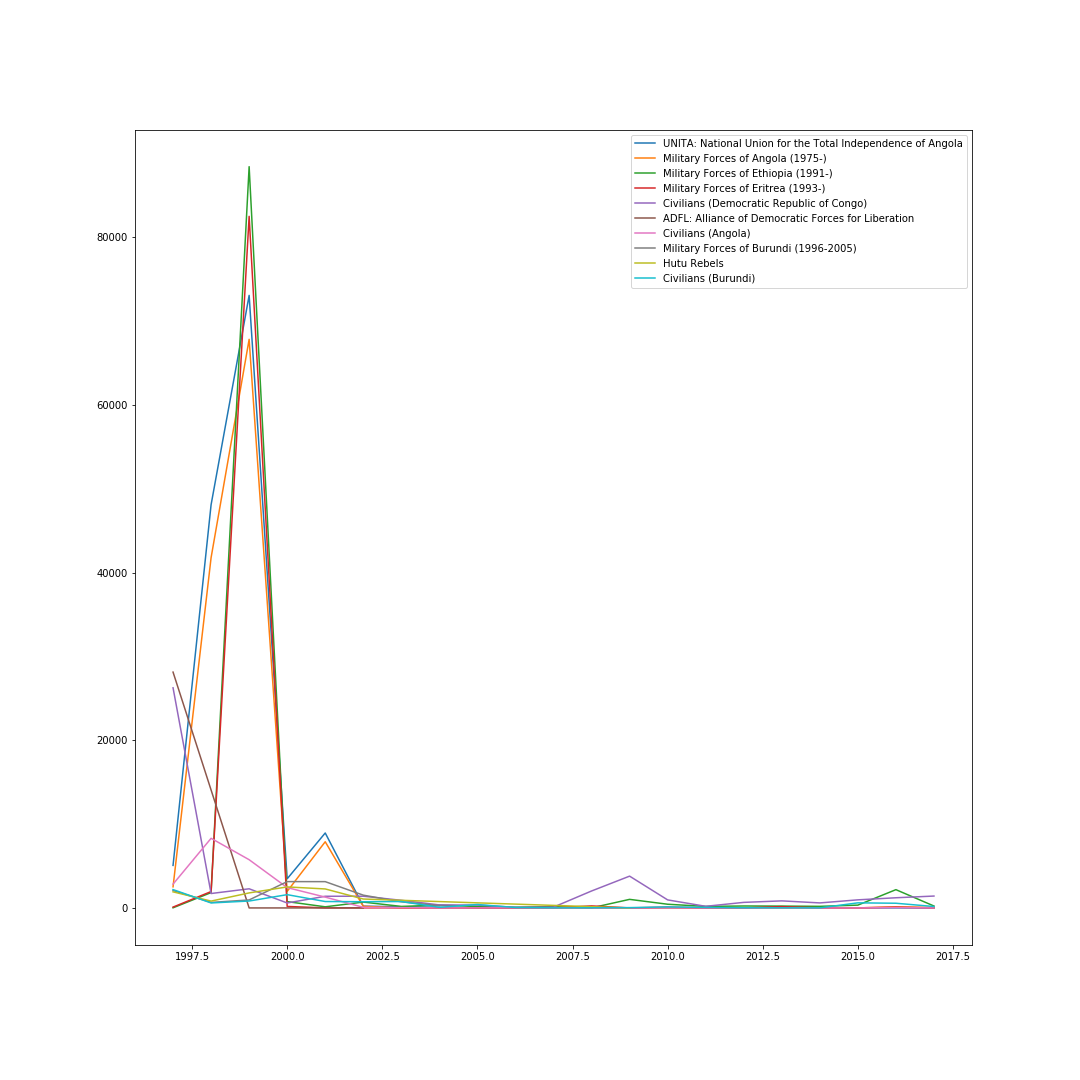 UNITA: National Union for the Total Independence of Angola
Military Forces of Angola (1975-)
Military Forces of Ethiopia (1991-)
Military Forces of Eritrea (1993-)
Civilians (Democratic Republic of Congo)
ADFL: Alliance of Democratic Forces for Liberation
Civilians (Angola)
Military Forces of Burundi (1996-2005)
Hutu Rebels
Civilians (Burundi)
80000
60000
40000
20000
0
1997.5 2000.0 2002.5 2005.0 2007.5 2010.0 2012.5 2015.0 2017.5